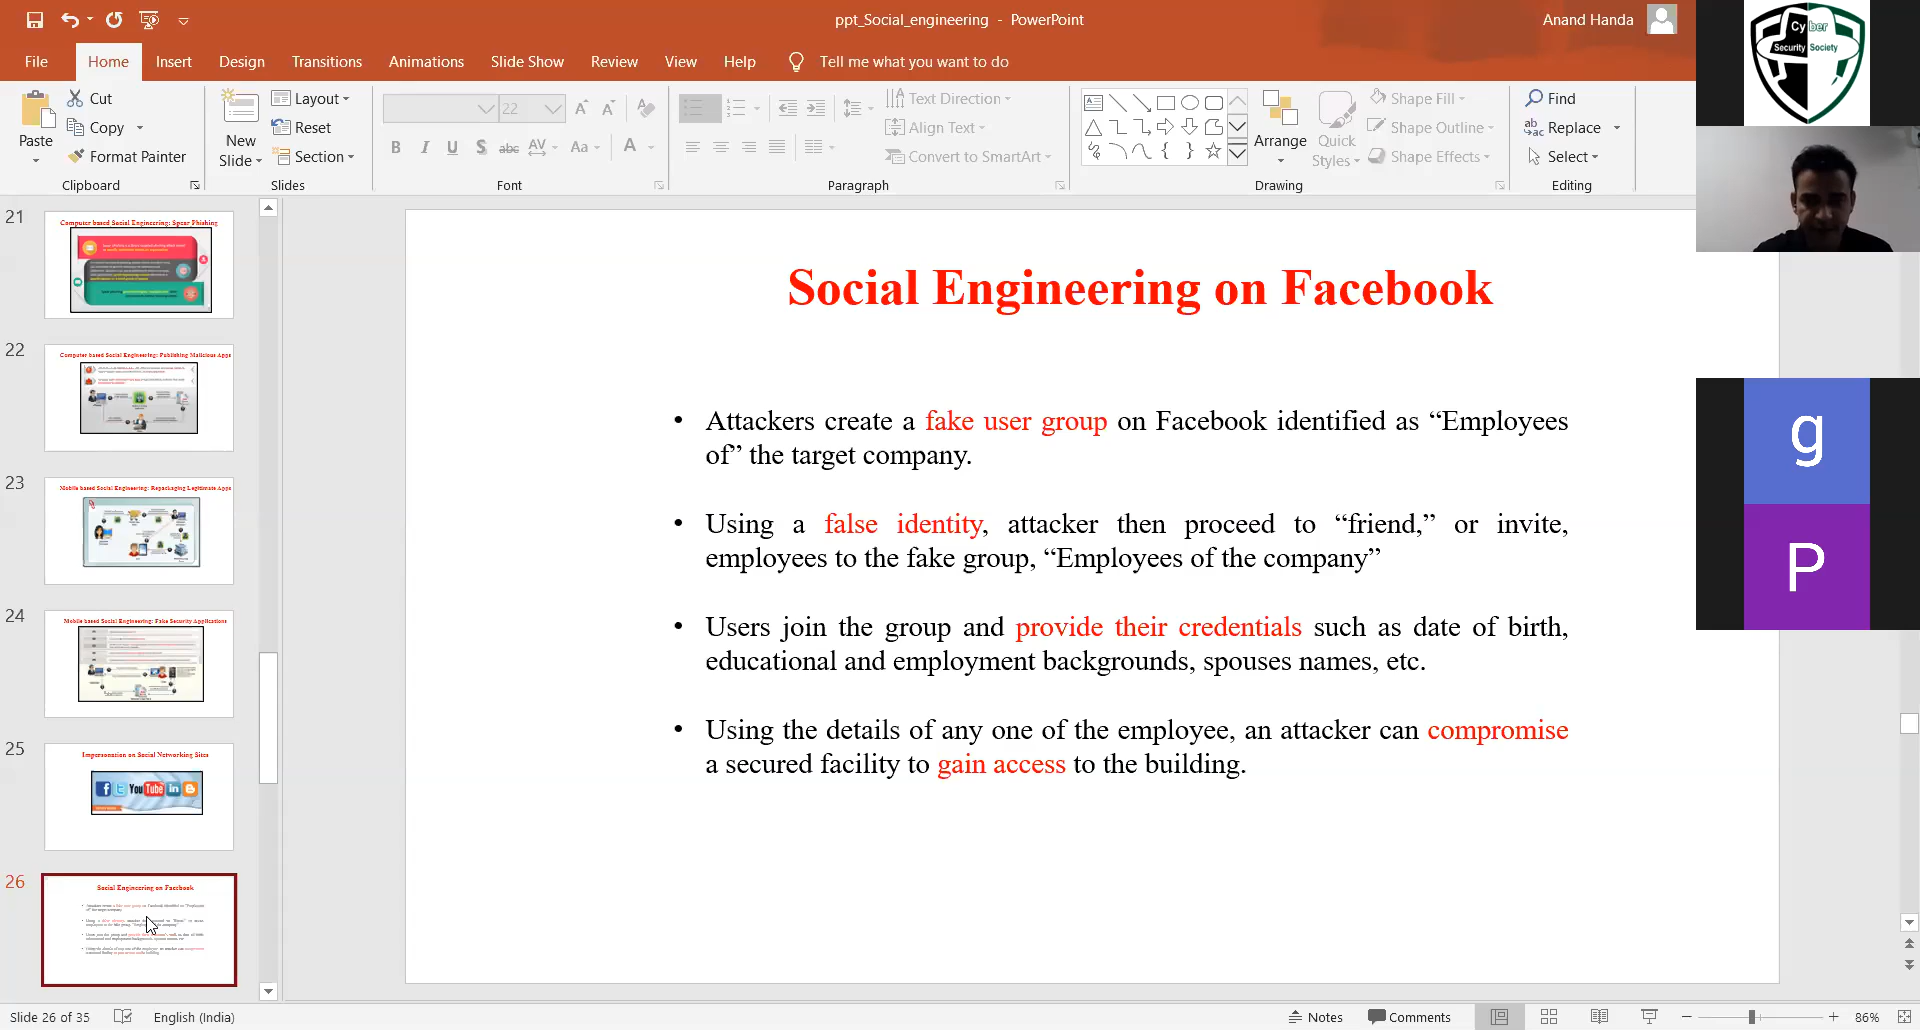 ppt_Social_engineering - PowerPoint
Anand Handa
File Home Insert Design Transitions Animations Slide Show Review View Help Tell me what you want to do
Cut
Copy
Format Painter
Paste
Clipboard
New Slide
Layout
Reset
Section
Slides
22
B I U S abc AV Aa A
Font
Text Direction
Align Text
Convert to SmartArt
Paragraph
Arrange
Quick Styles
Shape Fill
Shape Outline
Shape Effects
Drawing
Find
Replace
Select
Editing
Cyber
Security Society
21
Computer based Social Engineering: Spear Phishing
22
Computer based Social Engineering: Publishing Malicious Apps
23
Mobile based Social Engineering: Repackaging Legitimate Apps
24
Mobile based Social Engineering: Fake Security Applications
25
Impersonation on Social Networking Sites
You Tube in
26
Social Engineering on Facebook
Social Engineering on Facebook
• Attackers create a fake user group on Facebook identified as “Employees
of” the target company.
• Using a false identity, attacker then proceed to “friend,” or invite,
employees to the fake group, “Employees of the company”
• Users join the group and provide their credentials such as date of birth,
educational and employment backgrounds, spouses names, etc.
• Using the details of any one of the employee, an attacker can compromise
a secured facility to gain access to the building.
g
P
Slide 26 of 35
English (India)
Notes
Comments
86%